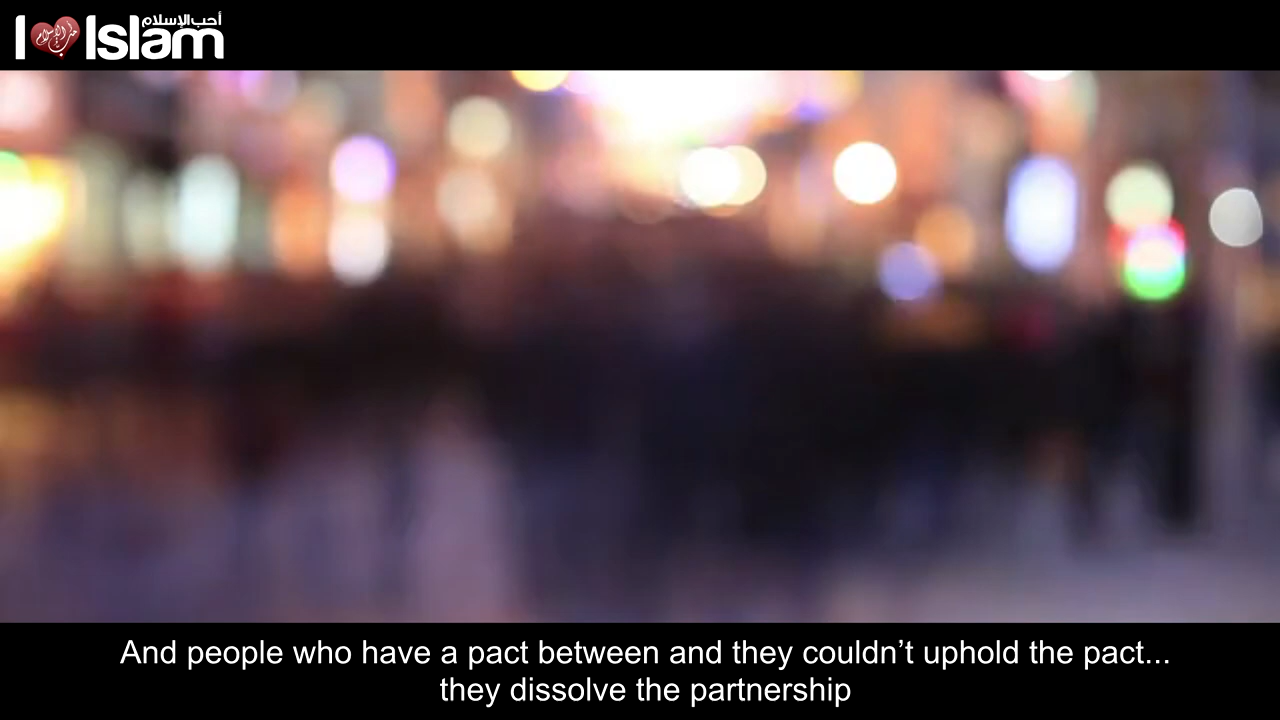 أحب الإسلام
I Islam
And people who have a pact between and they couldn’t uphold the pact...
they dissolve the partnership